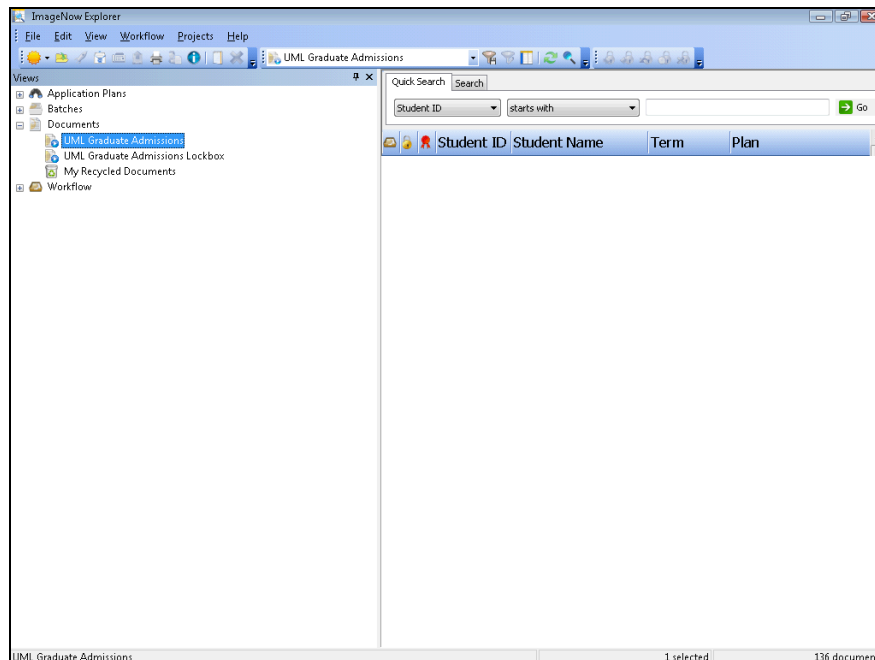 ImageNow Explorer
File Edit View Workflow Projects Help
UML Graduate Admissions
Views
Quick Search Search
Application Plans
Batches
Student ID starts with Go
Documents
UML Graduate Admissions
Student ID Student Name Term Plan
UML Graduate Admissions Lockbox
My Recycled Documents
Workflow
UML Graduate Admissions 1 selected 136 documen